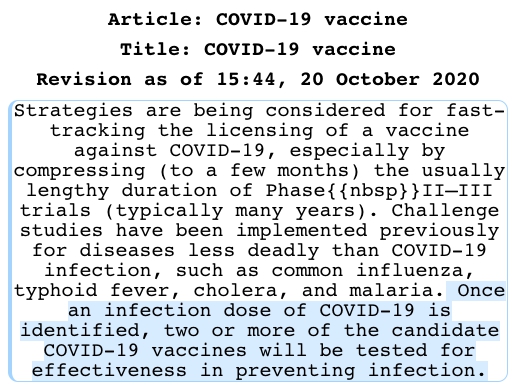 Article: COVID-19 vaccine
Title: COVID-19 vaccine
Revision as of 15:44, 20 October 2020
Strategies are being considered for fast-
tracking the licensing of a vaccine
against COVID-19, especially by
compressing (to a few months) the usually
lengthy duration of Phase{{nbsp}}II–III
trials (typically many years). Challenge
studies have been implemented previously
for diseases less deadly than COVID-19
infection, such as common influenza,
typhoid fever, cholera, and malaria. Once
an infection dose of COVID-19 is
identified, two or more of the candidate
COVID-19 vaccines will be tested for
effectiveness in preventing infection.